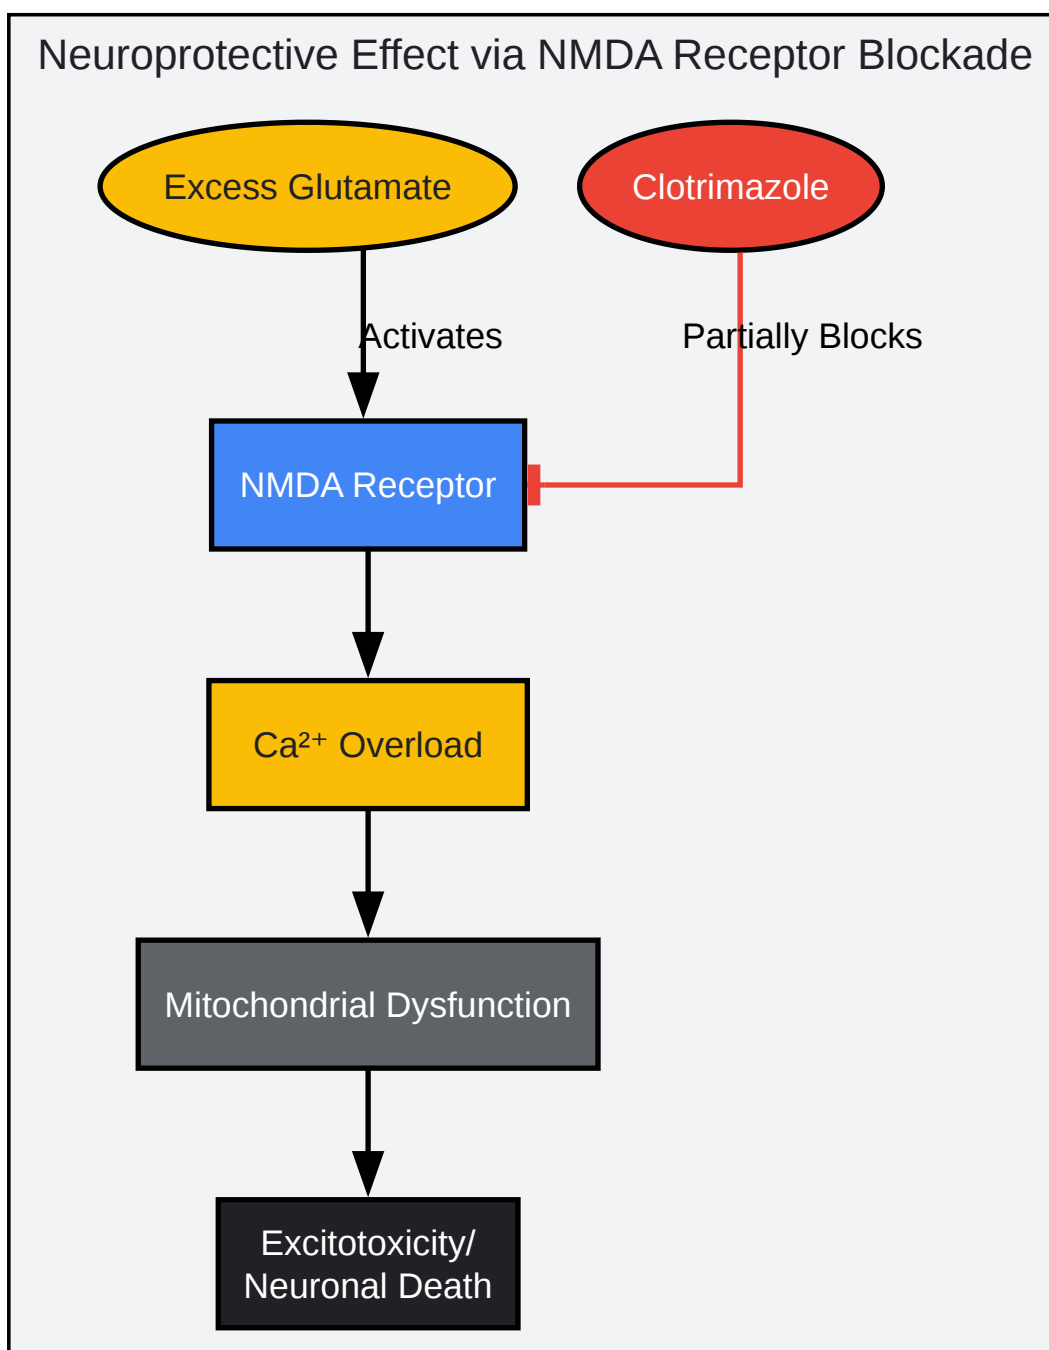 Neuroprotective Effect via NMDA Receptor Blockade
Excess Glutamate
Clotrimazole
Activates
Partially Blocks
NMDA Receptor
Ca²⁺ Overload
Mitochondrial Dysfunction
Excitotoxicity/
Neuronal Death